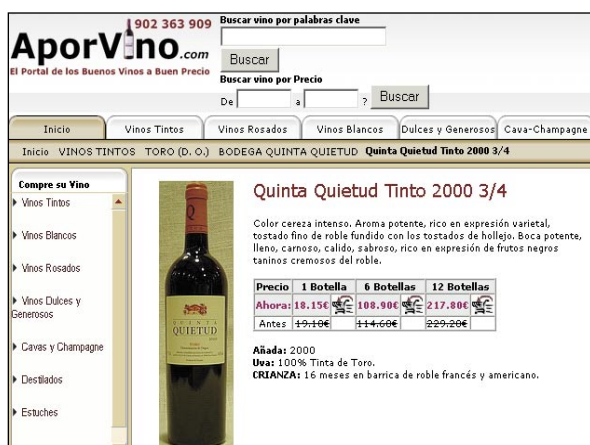 902 363 909
AporVino.com
El Portal de los Buenos Vinos a Buen Precio
Buscar vino por palabras clave
Buscar
Buscar vino por Precio
De a ? Buscar
Inicio Vinos Tintos Vinos Rosados Vinos Blancos Dulces y Generosos Cava-Champagne
Inicio VINOS TINTOS TORO (D. O.) BODEGA QUINTA QUIETUD Quinta Quietud Tinto 2000 3/4
Compre su Vino
Vinos Tintos
Vinos Blancos
Vinos Rosados
Vinos Dulces y
Generosos
Cavas y Champagne
Destilados
Estuches
Q
QUINTA
QUIETUD
Quinta Quietud Tinto 2000 3/4
Color cereza intenso. Aroma potente, rico en expresión varietal,
tostado fino de roble fundido con los tostados de hollejo. Boca potente,
lleno, carnoso, calido, sabroso, rico en expresión de frutos negros
taninos cremosos del roble.
Precio 1 Botella 6 Botellas 12 Botellas
Ahora: 18.15€ 108.90€ 217.80€
Antes 19.10€ 114.60€ 229.20€
Añada: 2000
Uva: 100% Tinta de Toro.
CRIANZA: 16 meses en barrica de roble francés y americano.